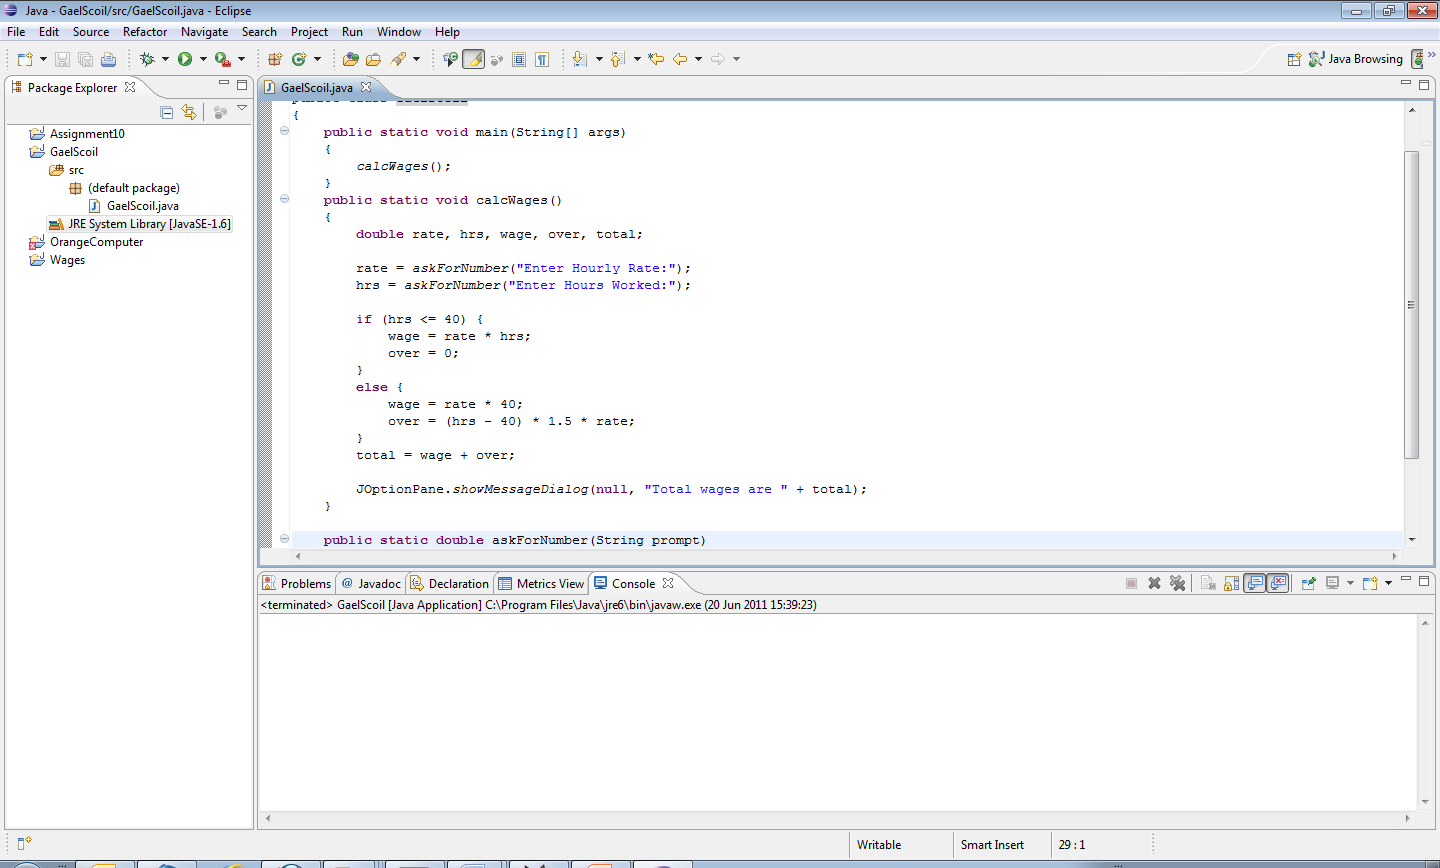 Java - GaelScoil/src/GaelScoil.java - Eclipse
File Edit Source Refactor Navigate Search Project Run Window Help
Java Browsing
Package Explorer
GaelScoil.java
Assignment10
GaelScoil
src
(default package)
GaelScoil.java
JRE System Library [JavaSE-1.6]
OrangeComputer
Wages
{
public static void main(String[] args)
{
calcWages();
}
public static void calcWages()
{
double rate, hrs, wage, over, total;
rate = askForNumber("Enter Hourly Rate:");
hrs = askForNumber("Enter Hours Worked:");
if (hrs <= 40) {
wage = rate * hrs;
over = 0;
}
else {
wage = rate * 40;
over = (hrs - 40) * 1.5 * rate;
}
total = wage + over;
JOptionPane.showMessageDialog(null, "Total wages are " + total);
}
public static double askForNumber(String prompt)
Problems @ Javadoc Declaration Metrics View Console
<terminated> GaelScoil [Java Application] C:\Program Files\Java\jre6\bin\javaw.exe (20 Jun 2011 15:39:23)
Writable Smart Insert 29 : 1